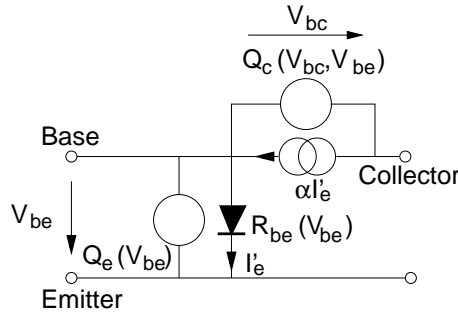 V_bc
Q_c (V_bc, V_be)
Base
αI'_e
Collector
V_be
R_be (V_be)
Q_e (V_be)
I'_e
Emitter